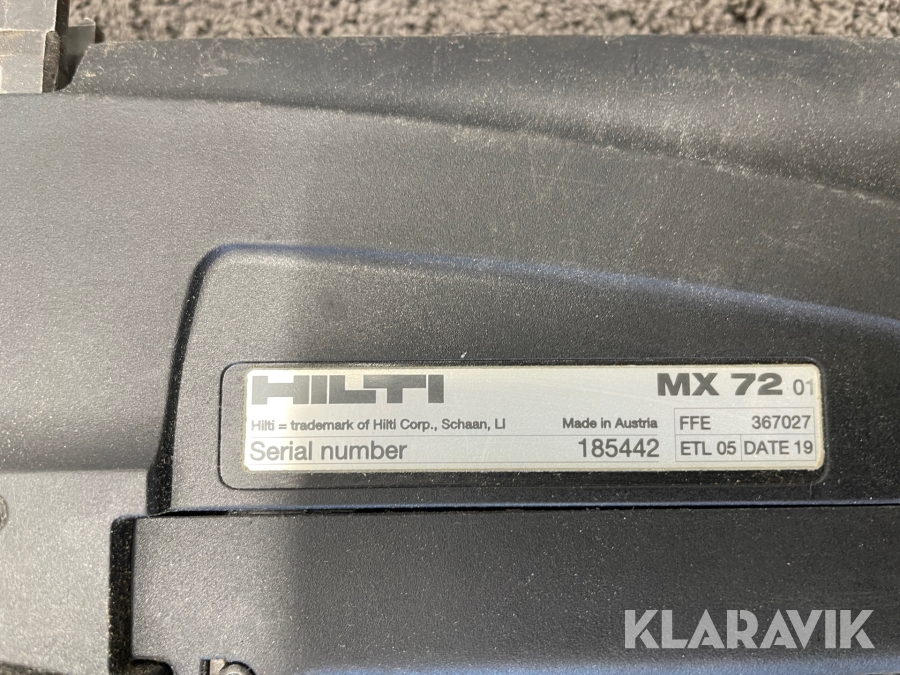 HILTI MX 72 01
Hilti = trademark of Hilti Corp., Schaan, LI Made in Austria FFE 367027
Serial number 185442 ETL 05 DATE 19
KLARAVIK